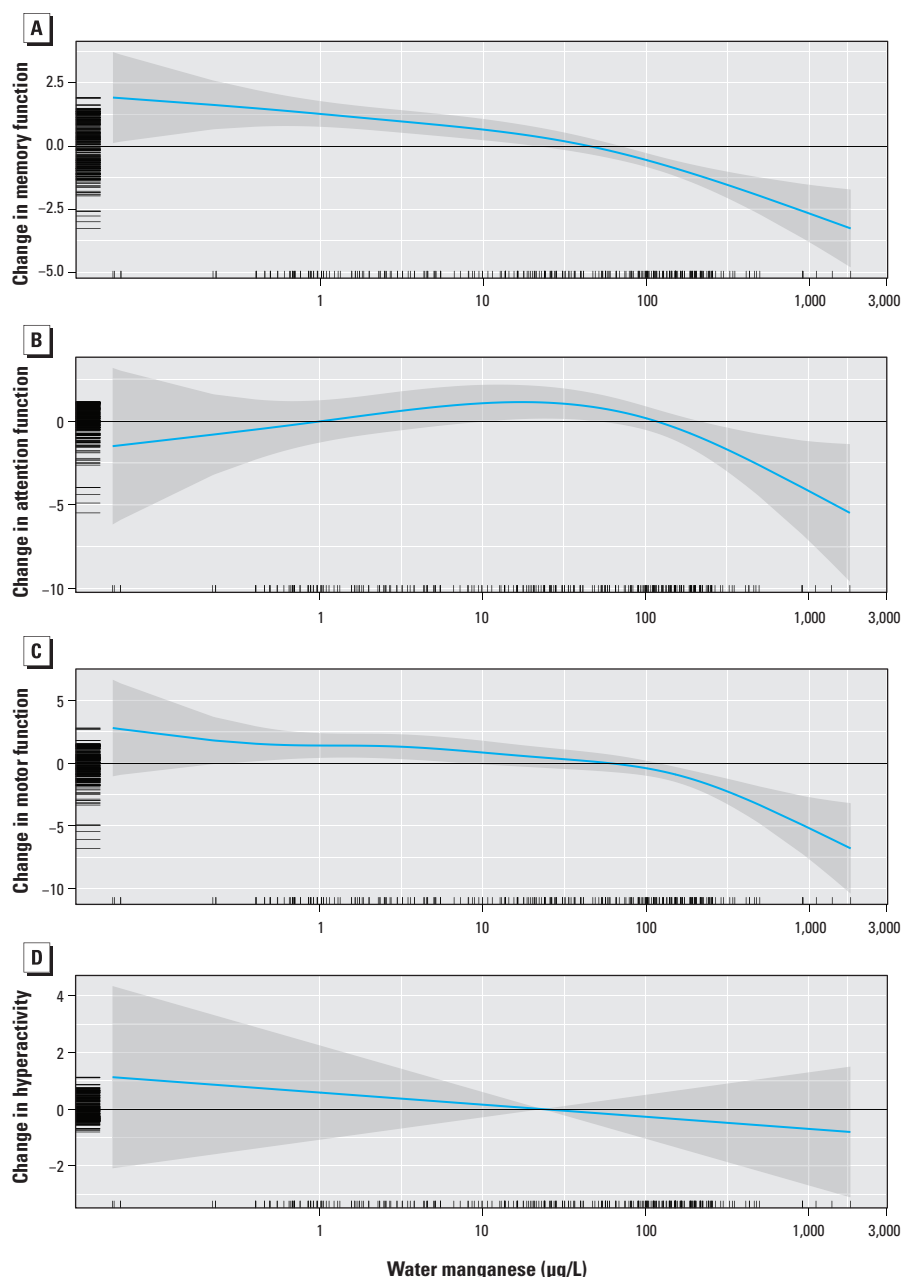 A
Change in memory function
2.5
0.0
−2.5
−5.0
1 10 100 1,000 3,000
B
Change in attention function
0
−5
−10
1 10 100 1,000 3,000
C
Change in motor function
5
0
−5
−10
1 10 100 1,000 3,000
D
Change in hyperactivity
4
2
0
−2
1 10 100 1,000 3,000
Water manganese (µg/L)